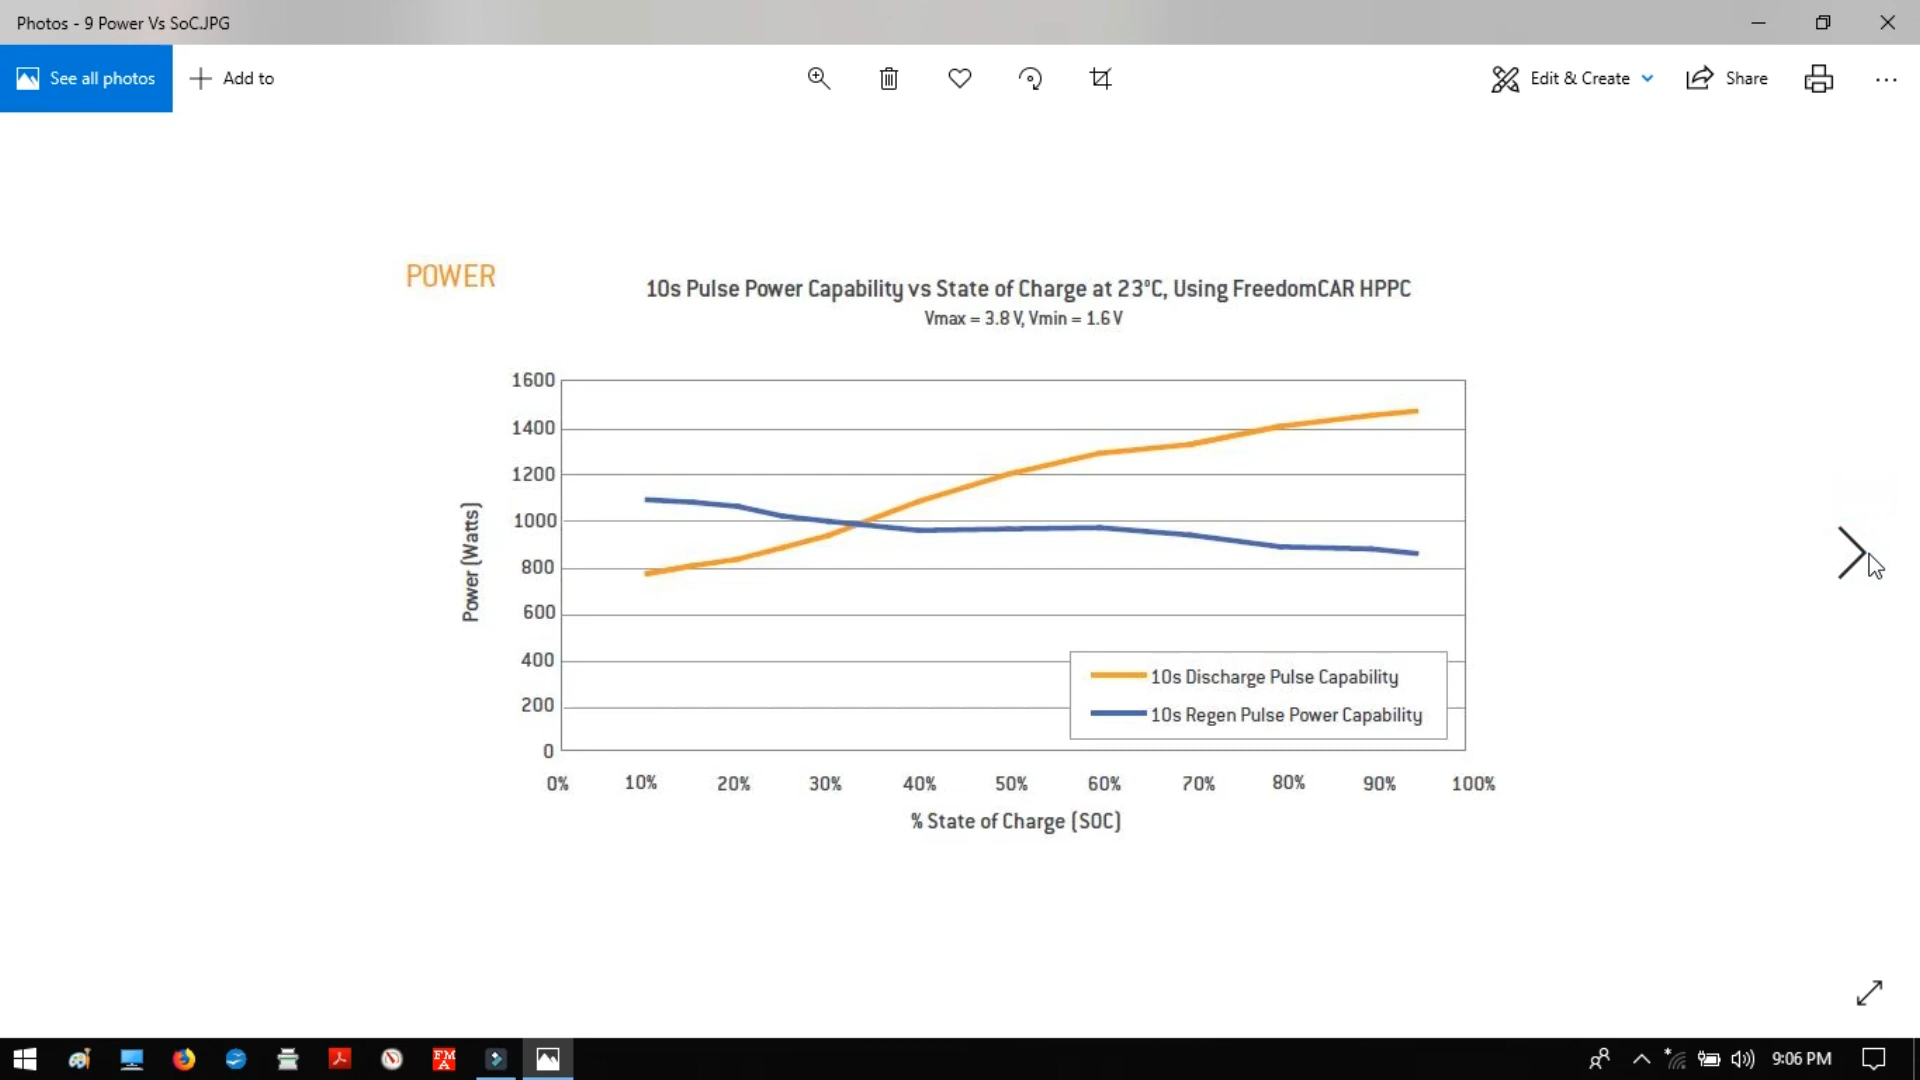 Photos - 9 Power Vs SoC.JPG
See all photos
Add to
Edit & Create
Share
POWER
10s Pulse Power Capability vs State of Charge at 23°C, Using FreedomCAR HPPC
Vmax = 3.8 V, Vmin = 1.6 V
Power (Watts)
1600
1400
1200
1000
800
600
400
200
0
10s Discharge Pulse Capability
10s Regen Pulse Power Capability
0% 10% 20% 30% 40% 50% 60% 70% 80% 90% 100%
% State of Charge (SOC)
FM
A
9:06 PM